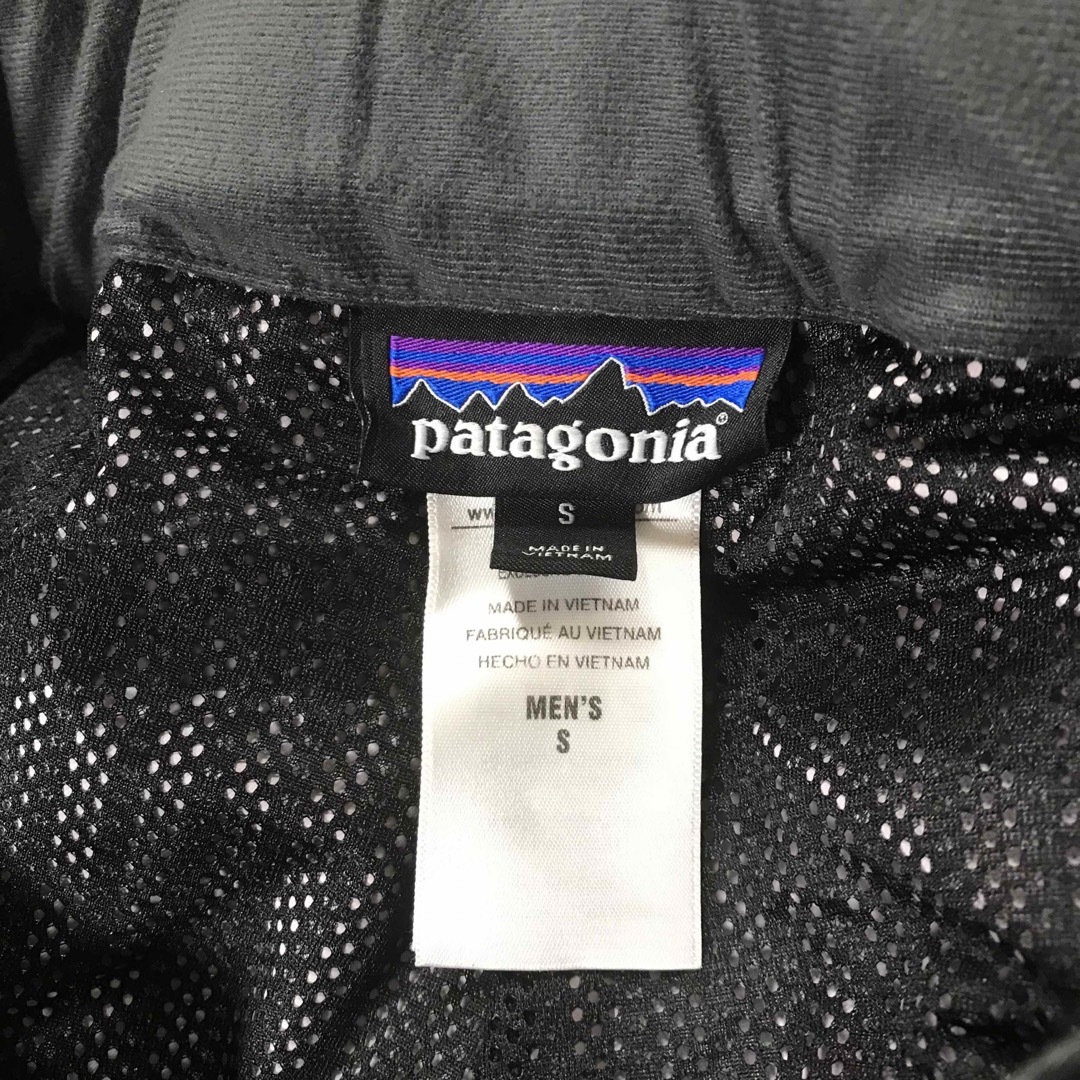 patagonia®
S
MADE IN
VIETNAM
MADE IN VIETNAM
FABRIQUÉ AU VIETNAM
HECHO EN VIETNAM
MEN'S
S